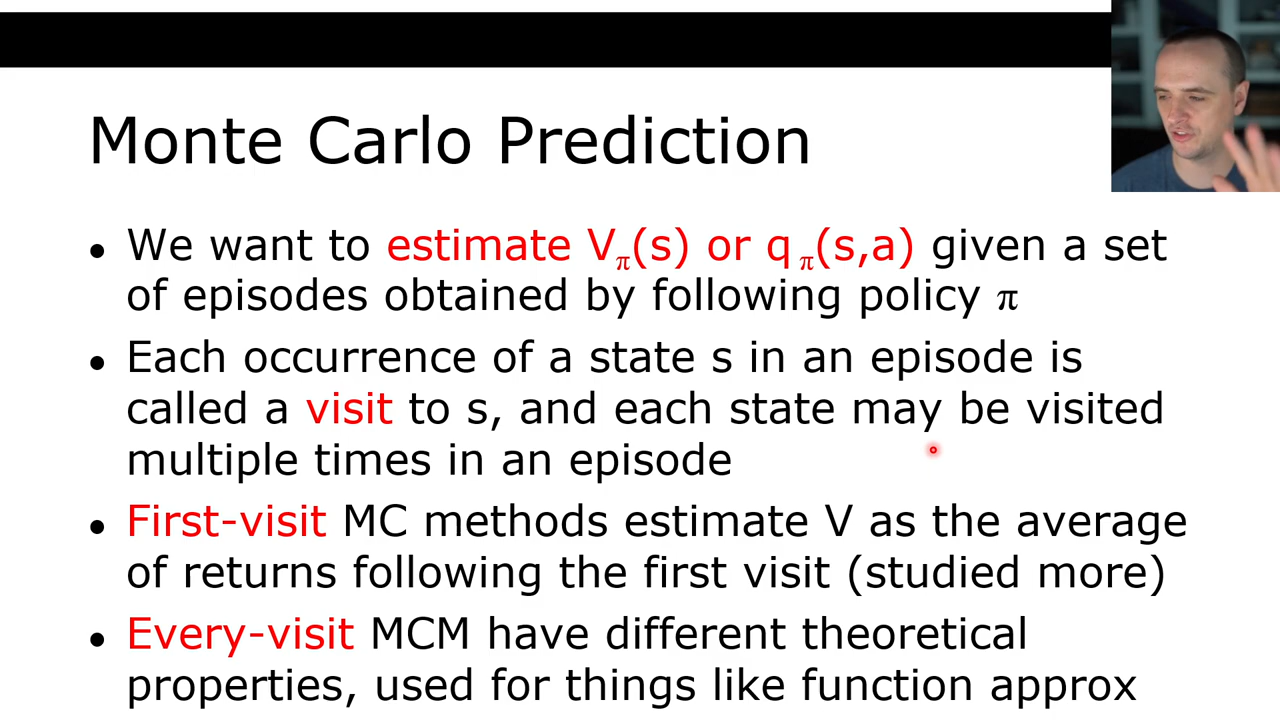 Monte Carlo Prediction
• We want to estimate Vπ(s) or qπ(s,a) given a set
of episodes obtained by following policy π
• Each occurrence of a state s in an episode is
called a visit to s, and each state may be visited
multiple times in an episode
• First-visit MC methods estimate V as the average
of returns following the first visit (studied more)
• Every-visit MCM have different theoretical
properties, used for things like function approx